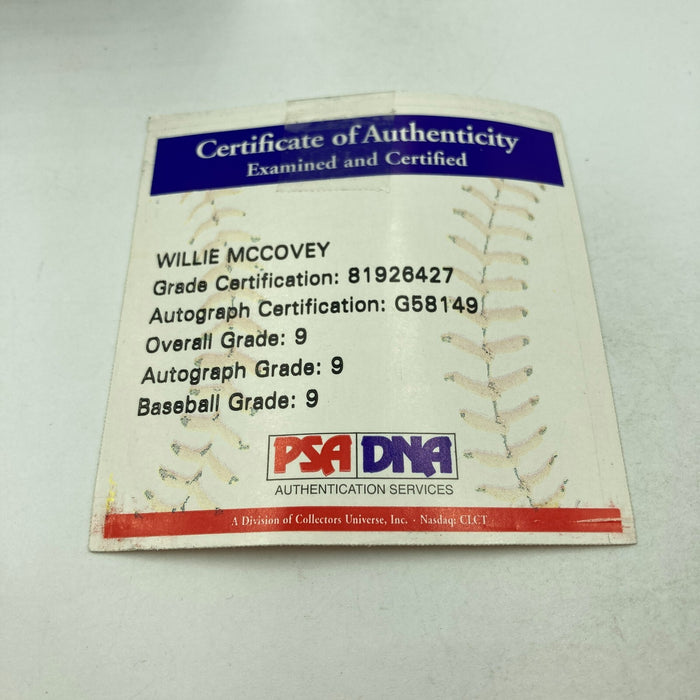 Certificate of Authenticity
Examined and Certified
WILLIE MCCOVEY
Grade Certification: 81926427
Autograph Certification: G58149
Overall Grade: 9
Autograph Grade: 9
Baseball Grade: 9
PSA DNA
AUTHENTICATION SERVICES
A Division of Collectors Universe, Inc. · Nasdaq: CLCT